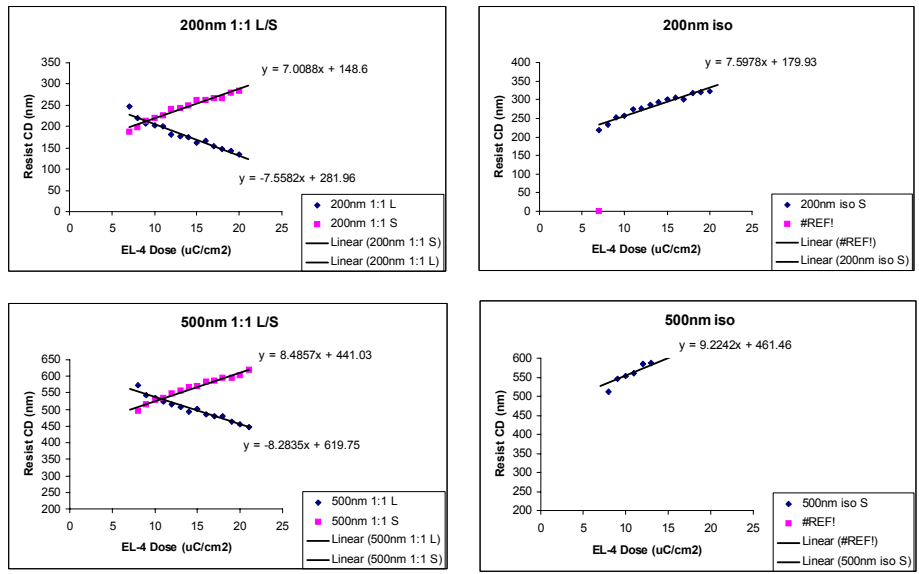 200nm 1:1 L/S
350
300
250
200
150
100
50
0
0 5 10 15 20 25
Resist CD (nm)
EL-4 Dose (uC/cm2)
y = 7.0088x + 148.6
y = -7.5582x + 281.96
200nm 1:1 L
200nm 1:1 S
Linear (200nm 1:1 S)
Linear (200nm 1:1 L)
200nm iso
400
350
300
250
200
150
100
50
0
0 5 10 15 20 25
Resist CD (nm)
EL-4 Dose (uC/cm2)
y = 7.5978x + 179.93
200nm iso S
#REF!
Linear (#REF!)
Linear (200nm iso S)
500nm 1:1 L/S
650
600
550
500
450
400
350
300
250
200
0 5 10 15 20 25
Resist CD (nm)
EL-4 Dose (uC/cm2)
y = 8.4857x + 441.03
y = -8.2835x + 619.75
500nm 1:1 L
500nm 1:1 S
Linear (500nm 1:1 L)
Linear (500nm 1:1 S)
500nm iso
600
550
500
450
400
350
300
250
200
0 5 10 15 20 25
Resist CD (nm)
EL-4 Dose (uC/cm2)
y = 9.2242x + 461.46
500nm iso S
#REF!
Linear (#REF!)
Linear (500nm iso S)